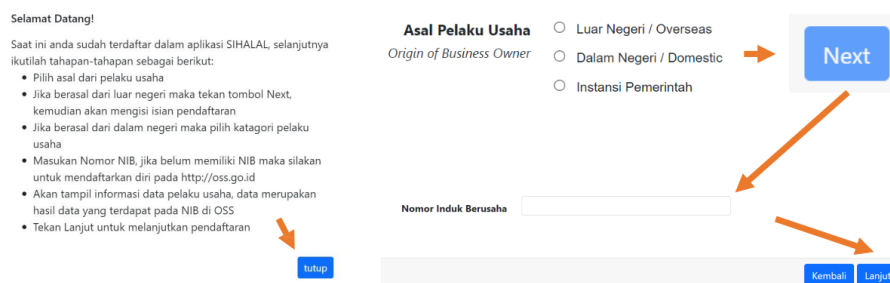 Selamat Datang!
Saat ini anda sudah terdaftar dalam aplikasi SIHALAL, selanjutnya
ikutilah tahapan-tahapan sebagai berikut:
• Pilih asal dari pelaku usaha
• Jika berasal dari luar negeri maka tekan tombol Next,
kemudian akan mengisi isian pendaftaran
• Jika berasal dari dalam negeri maka pilih katagori pelaku
usaha
• Masukan Nomor NIB, jika belum memiliki NIB maka silakan
untuk mendaftarkan diri pada http://oss.go.id
• Akan tampil informasi data pelaku usaha, data merupakan
hasil data yang terdapat pada NIB di OSS
• Tekan Lanjut untuk melanjutkan pendaftaran
tutup
Asal Pelaku Usaha
Origin of Business Owner
Luar Negeri / Overseas
Dalam Negeri / Domestic
Instansi Pemerintah
Next
Nomor Induk Berusaha
Kembali
Lanjut